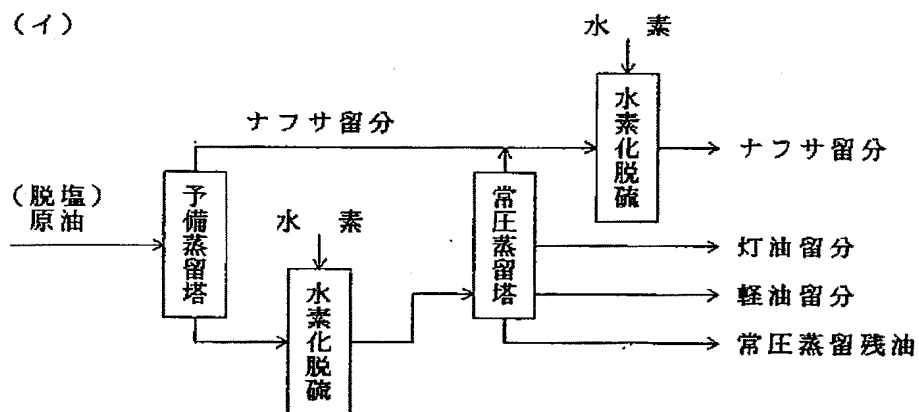 (イ)
水 素
水素化脱硫
ナフサ留分
ナフサ留分
(脱塩)
原油
予備蒸留塔
水 素
水素化脱硫
常圧蒸留塔
灯油留分
軽油留分
常圧蒸留残油